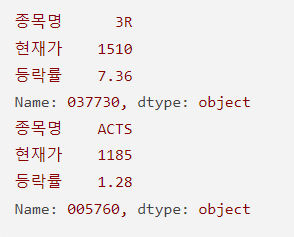 종목명 3R
현재가 1510
등락률 7.36
Name: 037730, dtype: object
종목명 ACTS
현재가 1185
등락률 1.28
Name: 005760, dtype: object